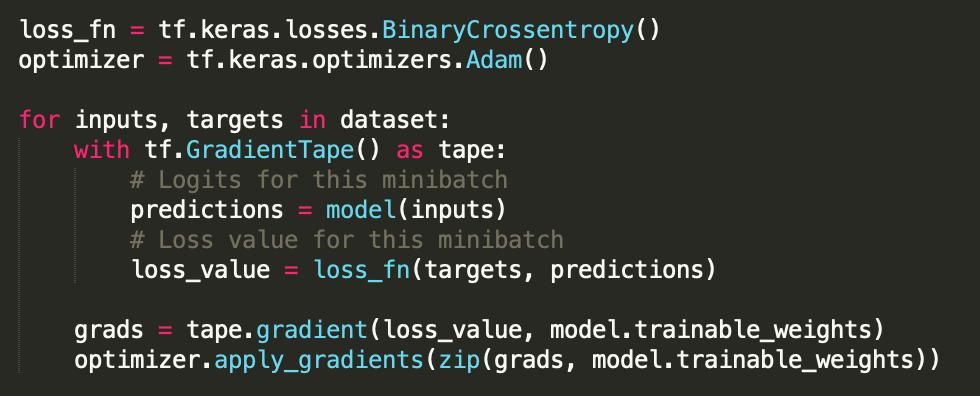 loss_fn = tf.keras.losses.BinaryCrossentropy()
optimizer = tf.keras.optimizers.Adam()
for inputs, targets in dataset:
with tf.GradientTape() as tape:
# Logits for this minibatch
predictions = model(inputs)
# Loss value for this minibatch
loss_value = loss_fn(targets, predictions)
grads = tape.gradient(loss_value, model.trainable_weights)
optimizer.apply_gradients(zip(grads, model.trainable_weights))